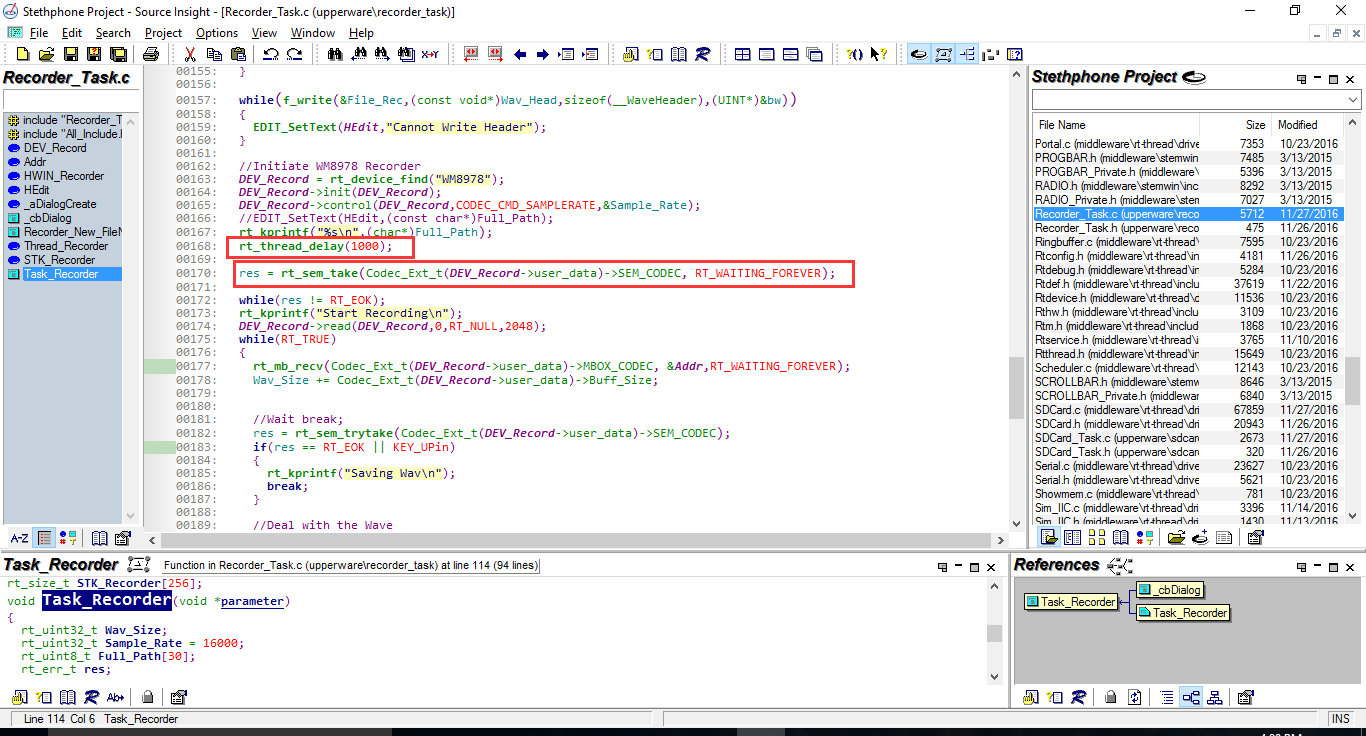 Stethphone Project - Source Insight - [Recorder_Task.c (upperware\recorder_task)]
File Edit Search Project Options View Window Help
Recorder_Task.c
include "Recorder_T
include "All_Include.
DEV_Record
Addr
HWIN_Recorder
HEdit
_aDialogCreate
_cbDialog
Recorder_New_FileN
Thread_Recorder
STK_Recorder
Task_Recorder
A-Z
00155: }
00156:
00157: while(f_write(&File_Rec,(const void*)Wav_Head,sizeof(__WaveHeader),(UINT*)&bw))
00158: {
00159: EDIT_SetText(HEdit,"Cannot Write Header");
00160: }
00161:
00162: //Initiate WM8978 Recorder
00163: DEV_Record = rt_device_find("WM8978");
00164: DEV_Record->init(DEV_Record);
00165: DEV_Record->control(DEV_Record,CODEC_CMD_SAMPLERATE,&Sample_Rate);
00166: //EDIT_SetText(HEdit,(const char*)Full_Path);
00167: rt_kprintf("%s\n",(char*)Full_Path);
00168: rt_thread_delay(1000);
00169:
00170: res = rt_sem_take(Codec_Ext_t(DEV_Record->user_data)->SEM_CODEC, RT_WAITING_FOREVER);
00171:
00172: while(res != RT_EOK);
00173: rt_kprintf("Start Recording\n");
00174: DEV_Record->read(DEV_Record,0,RT_NULL,2048);
00175: while(RT_TRUE)
00176: {
00177: rt_mb_recv(Codec_Ext_t(DEV_Record->user_data)->MBOX_CODEC, &Addr,RT_WAITING_FOREVER);
00178: Wav_Size += Codec_Ext_t(DEV_Record->user_data)->Buff_Size;
00179:
00180:
00181: //Wait break;
00182: res = rt_sem_trytake(Codec_Ext_t(DEV_Record->user_data)->SEM_CODEC);
00183: if(res == RT_EOK || KEY_UPin)
00184: {
00185: rt_kprintf("Saving Wav\n");
00186: break;
00187: }
00188:
00189: //Deal with the Wave
Stethphone Project
File Name Size Modified
Portal.c (middleware\rt-thread\drive 7353 10/23/2016
PROGBAR.h (middleware\stemwin 7485 3/13/2015
PROGBAR_Private.h (middleware\ 5396 3/13/2015
RADIO.h (middleware\stemwin\inc 8292 3/13/2015
RADIO_Private.h (middleware\stem 7027 3/13/2015
Recorder_Task.c (upperware\reco 5712 11/27/2016
Recorder_Task.h (upperware\reco 475 11/26/2016
Ringbuffer.c (middleware\rt-thread\ 7595 10/23/2016
Rtconfig.h (middleware\rt-thread\ 4181 11/26/2016
Rtdebug.h (middleware\rt-thread\in 5284 10/23/2016
Rtdef.h (middleware\rt-thread\inclu 37619 11/22/2016
Rtdevice.h (middleware\rt-thread\d 11536 10/23/2016
Rthw.h (middleware\rt-thread\includ 3109 10/23/2016
Rtm.h (middleware\rt-thread\includ 1868 10/23/2016
Rtservice.h (middleware\rt-thread\i 3765 11/10/2016
Rtthread.h (middleware\rt-thread\in 15649 10/23/2016
Scheduler.c (middleware\rt-thread\ 12143 10/23/2016
SCROLLBAR.h (middleware\stemw 8646 3/13/2015
SCROLLBAR_Private.h (middlewar 6840 3/13/2015
SDCard.c (middleware\rt-thread\dri 67859 11/27/2016
SDCard.h (middleware\rt-thread\dri 20943 11/26/2016
SDCard_Task.c (upperware\sdcar 2673 11/27/2016
SDCard_Task.h (upperware\sdcar 320 11/26/2016
Serial.c (middleware\rt-thread\drive 23627 10/23/2016
Serial.h (middleware\rt-thread\drive 5621 10/23/2016
Showmem.c (middleware\rt-thread\ 781 10/23/2016
Sim_IIC.c (middleware\rt-thread\dri 3396 11/14/2016
Sim_IIC.h (middleware\rt-thread\dri 1430 11/13/2016
Task_Recorder Function in Recorder_Task.c (upperware\recorder_task) at line 114 (94 lines)
rt_size_t STK_Recorder[256];
void Task_Recorder(void *parameter)
{
rt_uint32_t Wav_Size;
rt_uint32_t Sample_Rate = 16000;
rt_uint8_t Full_Path[30];
rt_err_t res;
References
Task_Recorder
_cbDialog
Task_Recorder
Line 114 Col 6 Task_Recorder
INS